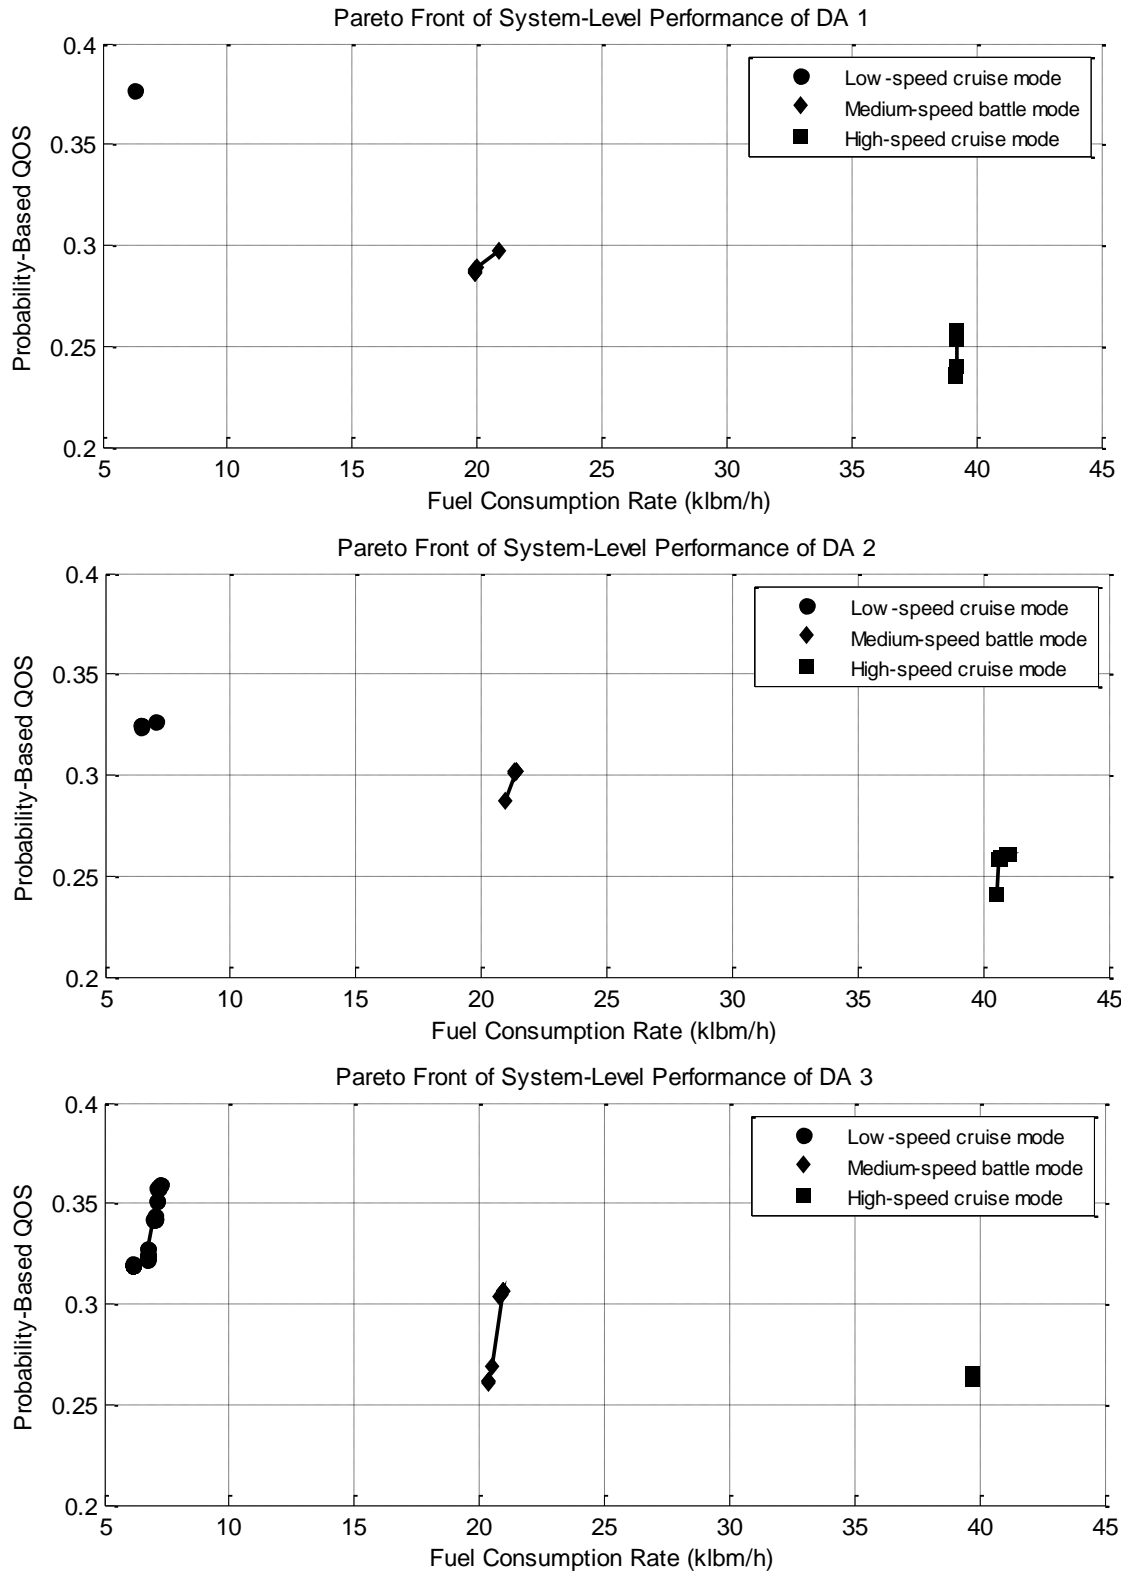 Pareto Front of System-Level Performance of DA 1
0.4
0.35
0.3
0.25
0.2
Probability-Based QOS
Low-speed cruise mode
Medium-speed battle mode
High-speed cruise mode
5 10 15 20 25 30 35 40 45
Fuel Consumption Rate (klbm/h)
Pareto Front of System-Level Performance of DA 2
0.4
0.35
0.3
0.25
0.2
Probability-Based QOS
Low-speed cruise mode
Medium-speed battle mode
High-speed cruise mode
5 10 15 20 25 30 35 40 45
Fuel Consumption Rate (klbm/h)
Pareto Front of System-Level Performance of DA 3
0.4
0.35
0.3
0.25
0.2
Probability-Based QOS
Low-speed cruise mode
Medium-speed battle mode
High-speed cruise mode
5 10 15 20 25 30 35 40 45
Fuel Consumption Rate (klbm/h)